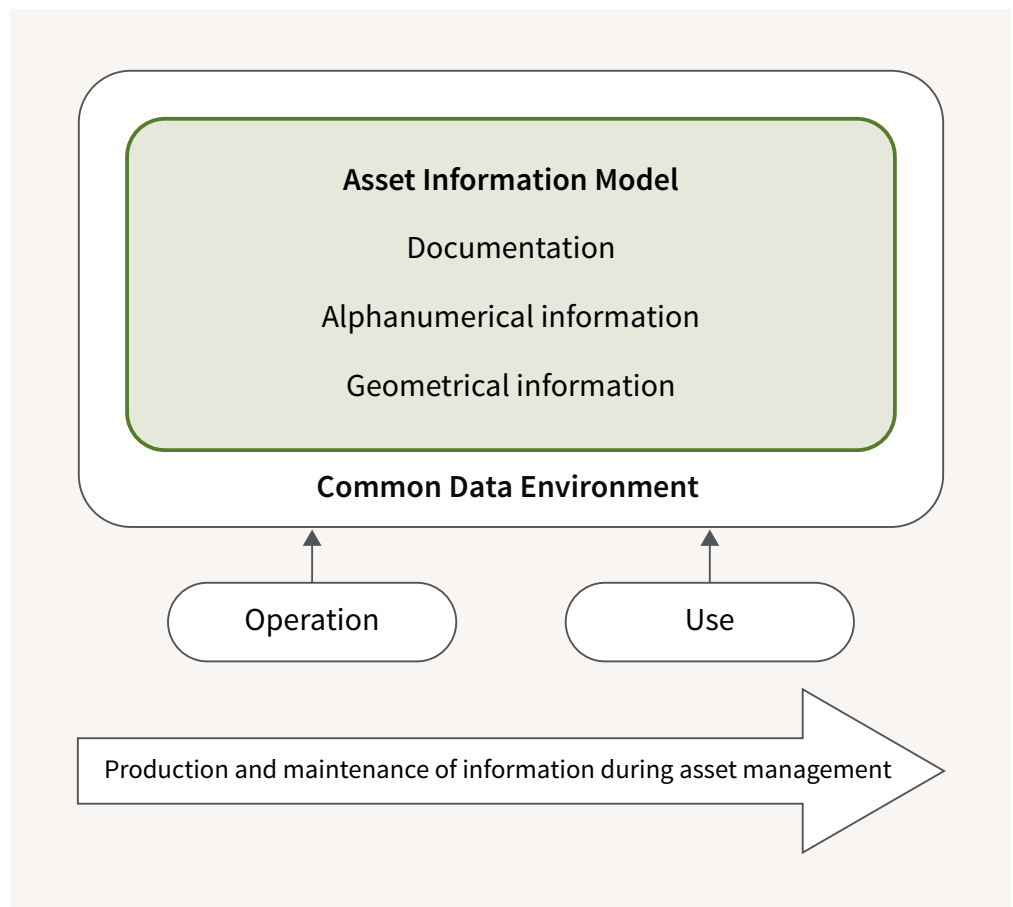 Asset Information Model
Documentation
Alphanumerical information
Geometrical information
Common Data Environment
Operation
Use
Production and maintenance of information during asset management